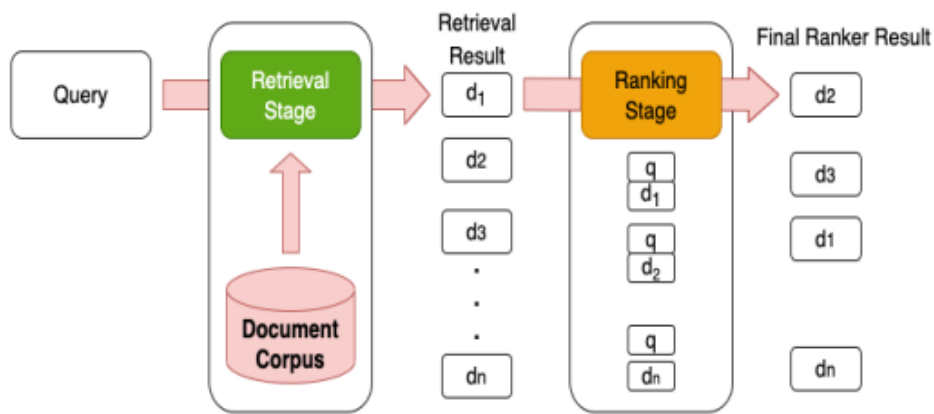 Query
Retrieval
Stage
Document
Corpus
Retrieval
Result
d₁
d2
d3
.
.
.
dn
Ranking
Stage
q
d₁
q
d₂
q
dₙ
Final Ranker Result
d2
d3
d1
dn